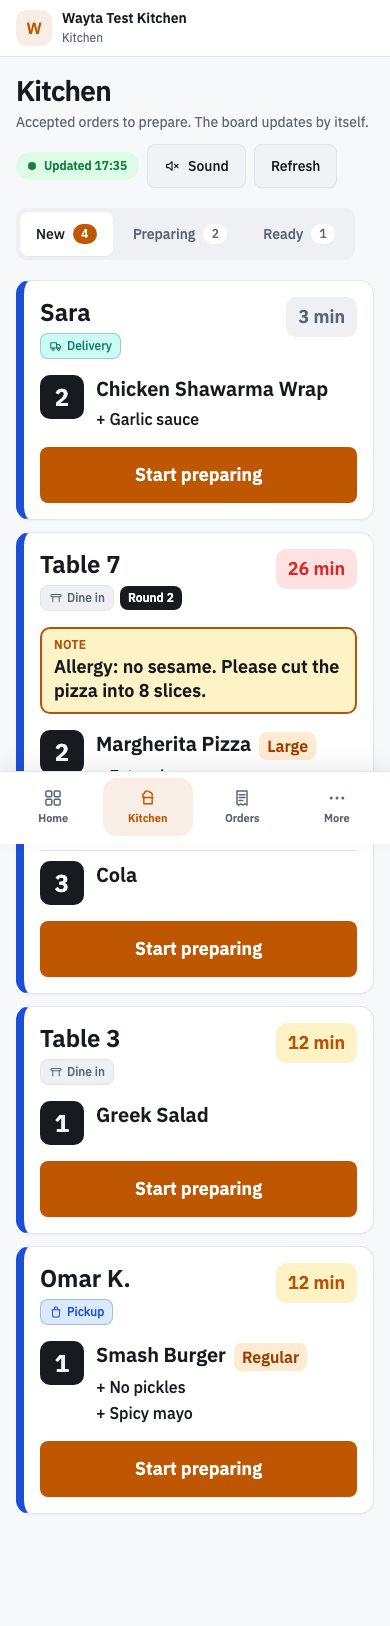 W
Wayta Test Kitchen
Kitchen
Kitchen
Accepted orders to prepare. The board updates by itself.
Updated 17:35
Sound
Refresh
New 4
Preparing 2
Ready 1
Sara
3 min
Delivery
2 Chicken Shawarma Wrap
+ Garlic sauce
Start preparing
Table 7
26 min
Dine in
Round 2
NOTE
Allergy: no sesame. Please cut the
pizza into 8 slices.
2 Margherita Pizza Large
Home
Kitchen
Orders
More
3 Cola
Start preparing
Table 3
12 min
Dine in
1 Greek Salad
Start preparing
Omar K.
12 min
Pickup
1 Smash Burger Regular
+ No pickles
+ Spicy mayo
Start preparing